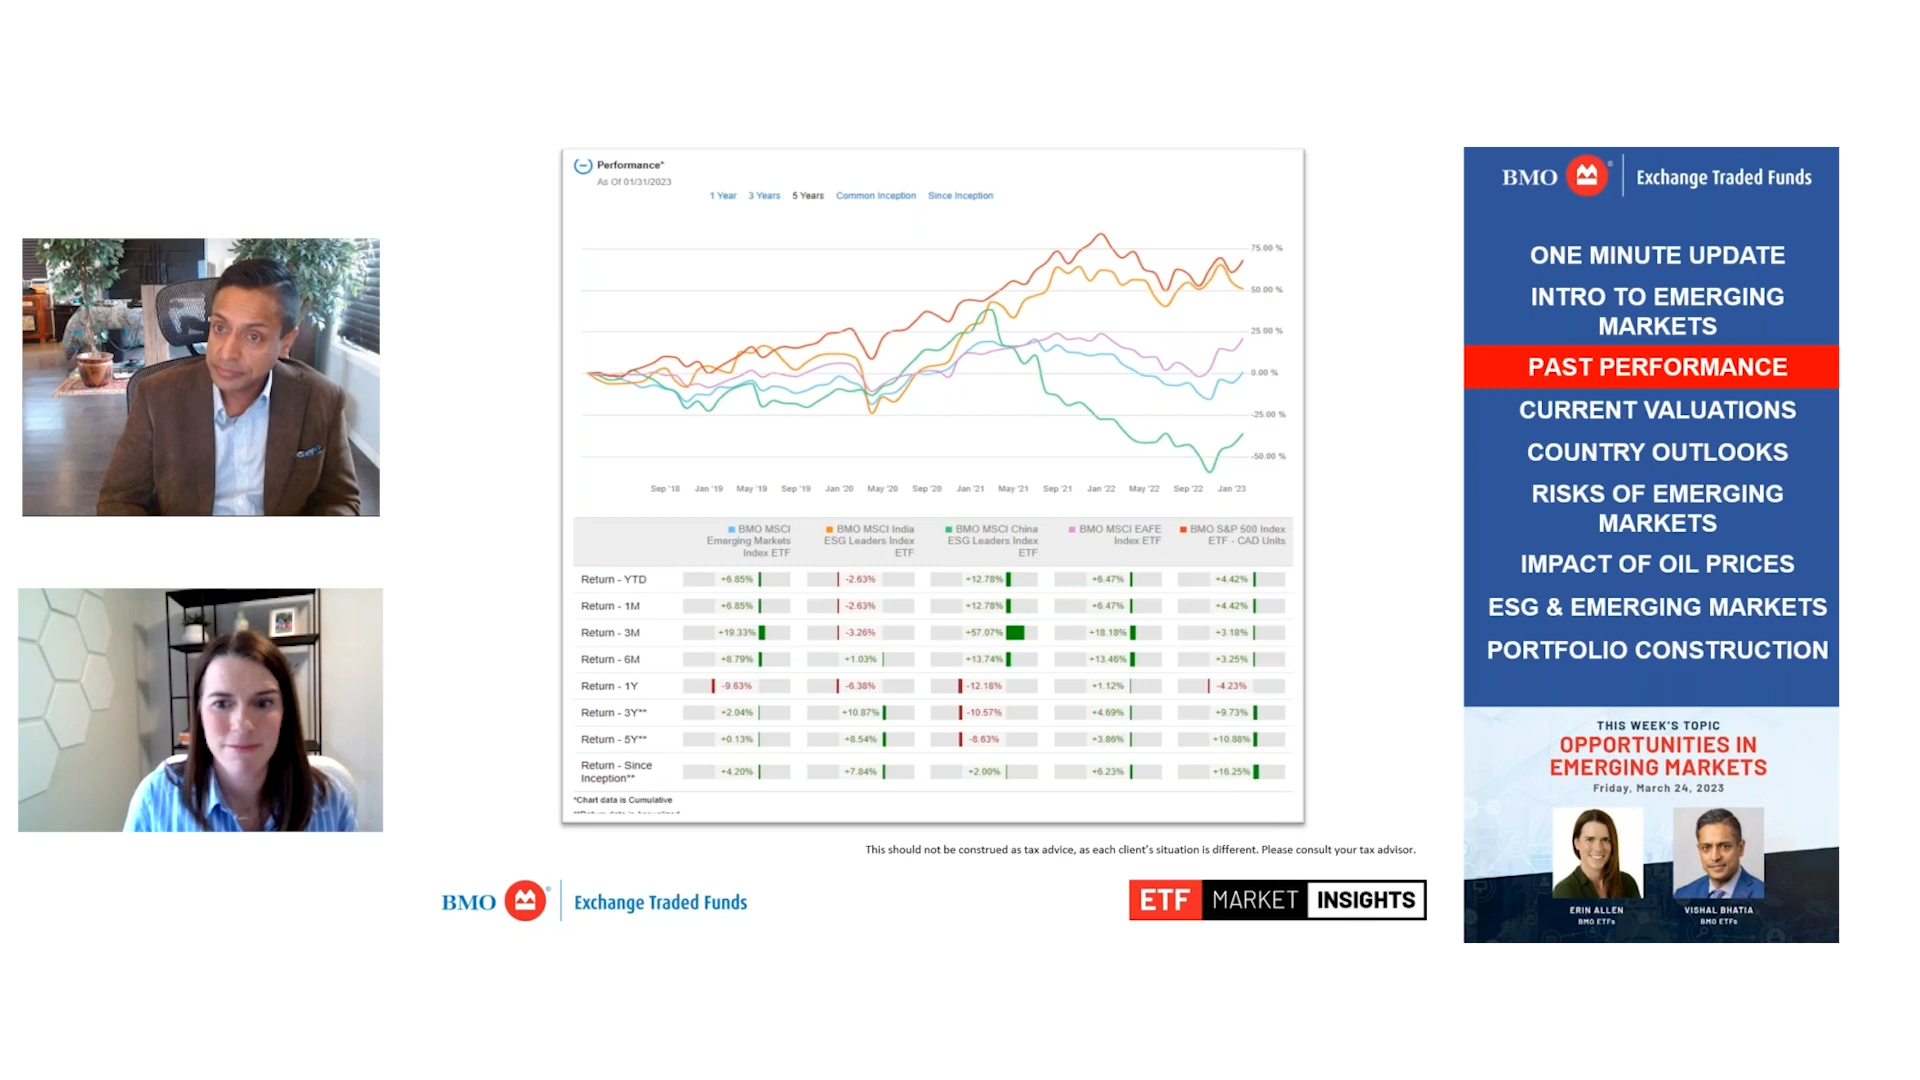 Performance*
As Of 01/31/2023
1 Year 3 Years 5 Years Common Inception Since Inception
75.00 %
50.00 %
25.00 %
0.00 %
-25.00 %
-50.00 %
Sep '18 Jan '19 May '19 Sep '19 Jan '20 May '20 Sep '20 Jan '21 May '21 Sep '21 Jan '22 May '22 Sep '22 Jan '23
BMO MSCI Emerging Markets Index ETF
BMO MSCI India ESG Leaders Index ETF
BMO MSCI China ESG Leaders Index ETF
BMO MSCI EAFE Index ETF
BMO S&P 500 Index ETF - CAD Units
Return - YTD +6.85% -2.63% +12.78% +6.47% +4.42%
Return - 1M +6.85% -2.63% +12.78% +6.47% +4.42%
Return - 3M +19.33% -3.26% +57.07% +18.18% +3.18%
Return - 6M +8.79% +1.03% +13.74% +13.46% +3.25%
Return - 1Y -9.63% -6.38% -12.18% +1.12% -4.23%
Return - 3Y** +2.04% +10.87% -10.57% +4.69% +9.73%
Return - 5Y** +0.13% +8.54% -8.63% +3.86% +10.88%
Return - Since Inception** +4.20% +7.84% +2.00% +6.23% +16.25%
*Chart data is Cumulative
This should not be construed as tax advice, as each client's situation is different. Please consult your tax advisor.
BMO Exchange Traded Funds
ETF MARKET INSIGHTS
BMO Exchange Traded Funds
ONE MINUTE UPDATE
INTRO TO EMERGING
MARKETS
PAST PERFORMANCE
CURRENT VALUATIONS
COUNTRY OUTLOOKS
RISKS OF EMERGING
MARKETS
IMPACT OF OIL PRICES
ESG & EMERGING MARKETS
PORTFOLIO CONSTRUCTION
THIS WEEK'S TOPIC
OPPORTUNITIES IN
EMERGING MARKETS
Friday, March 24, 2023
ERIN ALLEN
BMO ETFs
VISHAL BHATIA
BMO ETFs